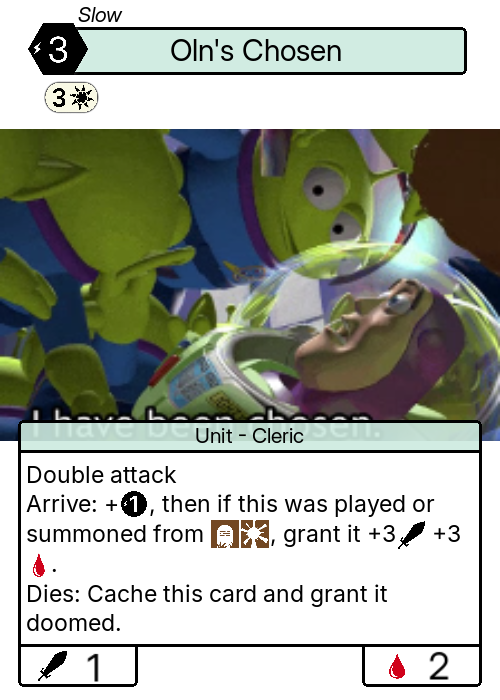 Slow
3
Oln's Chosen
3
I have been chosen.
Unit - Cleric
Double attack
Arrive: +1, then if this was played or
summoned from , grant it +3 +3
.
Dies: Cache this card and grant it
doomed.
1
2